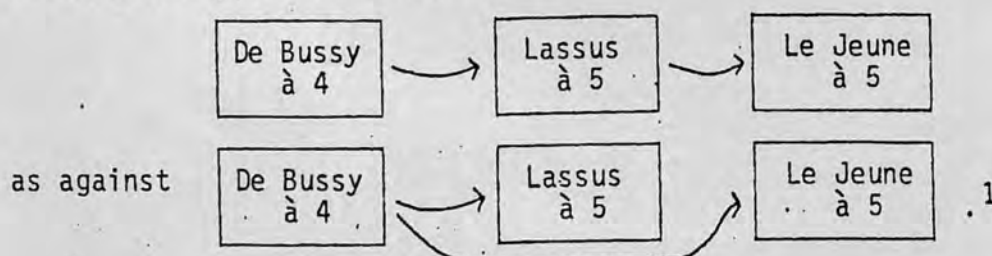 De Bussy Lassus Le Jeune
à 4 à 5 à 5
as against De Bussy Lassus Le Jeune
à 4 à 5 à 5 .1